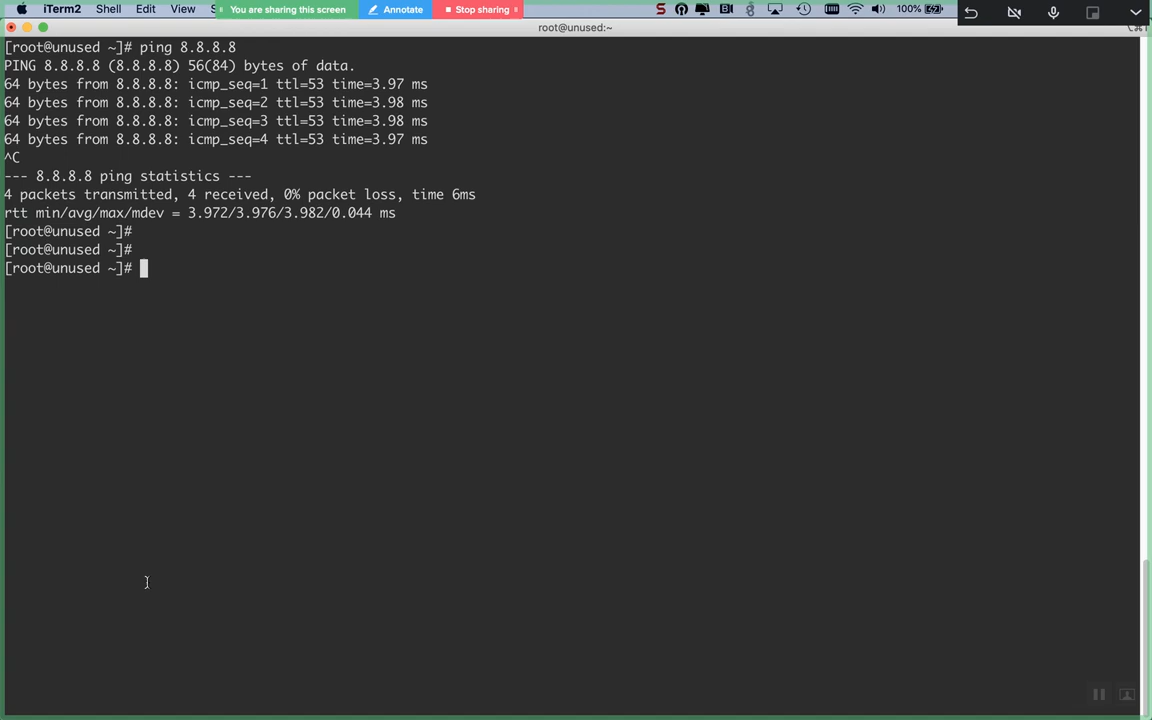 iTerm2 Shell Edit View You are sharing this screen Annotate Stop sharing 100%
root@unused:~
[root@unused ~]# ping 8.8.8.8
PING 8.8.8.8 (8.8.8.8) 56(84) bytes of data.
64 bytes from 8.8.8.8: icmp_seq=1 ttl=53 time=3.97 ms
64 bytes from 8.8.8.8: icmp_seq=2 ttl=53 time=3.98 ms
64 bytes from 8.8.8.8: icmp_seq=3 ttl=53 time=3.98 ms
64 bytes from 8.8.8.8: icmp_seq=4 ttl=53 time=3.97 ms
^C
--- 8.8.8.8 ping statistics ---
4 packets transmitted, 4 received, 0% packet loss, time 6ms
rtt min/avg/max/mdev = 3.972/3.976/3.982/0.044 ms
[root@unused ~]#
[root@unused ~]#
[root@unused ~]#